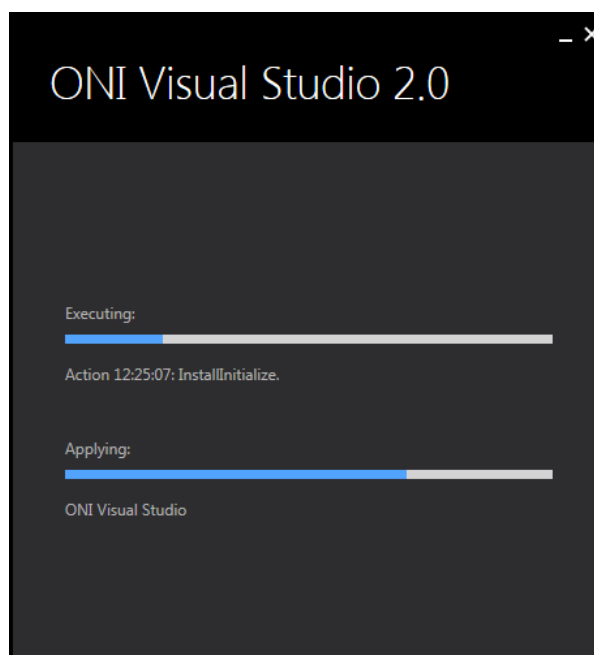 ONI Visual Studio 2.0
Executing:
Action 12:25:07: InstallInitialize.
Applying:
ONI Visual Studio